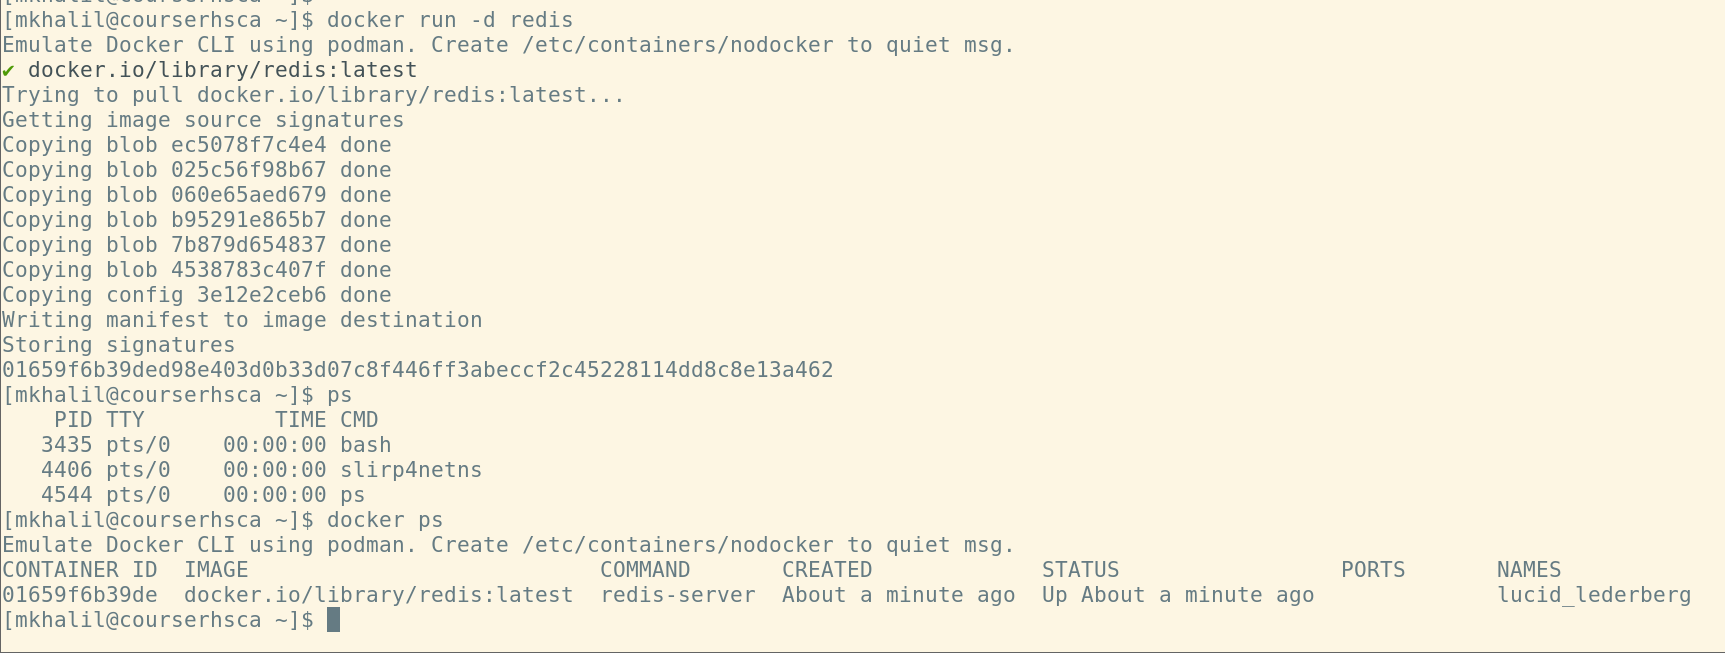 [mkhalil@courserhsca ~]$ docker run -d redis
Emulate Docker CLI using podman. Create /etc/containers/nodocker to quiet msg.
✔ docker.io/library/redis:latest
Trying to pull docker.io/library/redis:latest...
Getting image source signatures
Copying blob ec5078f7c4e4 done
Copying blob 025c56f98b67 done
Copying blob 060e65aed679 done
Copying blob b95291e865b7 done
Copying blob 7b879d654837 done
Copying blob 4538783c407f done
Copying config 3e12e2ceb6 done
Writing manifest to image destination
Storing signatures
01659f6b39ded98e403d0b33d07c8f446ff3abeccf2c45228114dd8c8e13a462
[mkhalil@courserhsca ~]$ ps
    PID TTY          TIME CMD
   3435 pts/0    00:00:00 bash
   4406 pts/0    00:00:00 slirp4netns
   4544 pts/0    00:00:00 ps
[mkhalil@courserhsca ~]$ docker ps
Emulate Docker CLI using podman. Create /etc/containers/nodocker to quiet msg.
CONTAINER ID  IMAGE                           COMMAND       CREATED             STATUS                 PORTS       NAMES
01659f6b39de  docker.io/library/redis:latest  redis-server  About a minute ago  Up About a minute ago              lucid_lederberg
[mkhalil@courserhsca ~]$